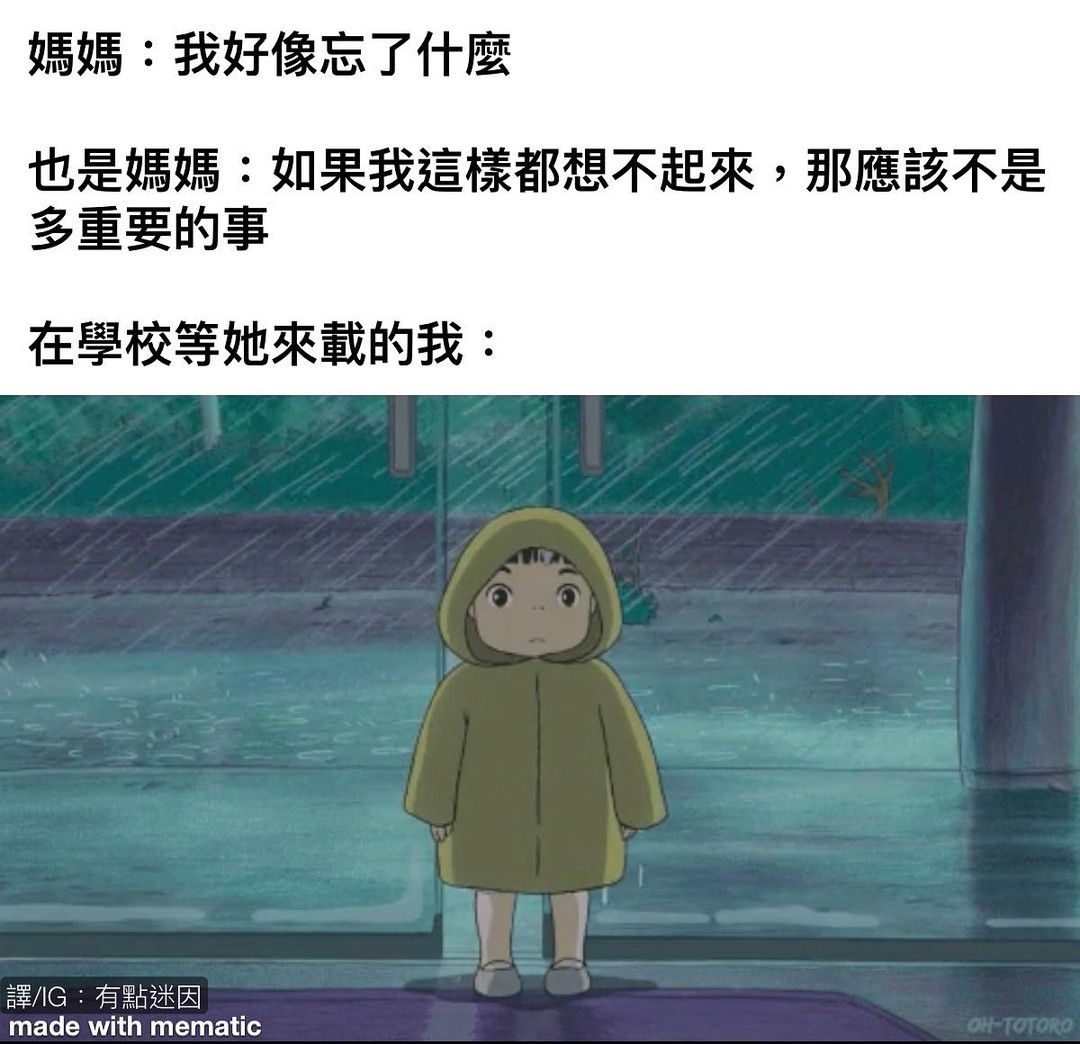 媽媽：我好像忘了什麼
也是媽媽：如果我這樣都想不起來，那應該不是
多重要的事
在學校等她來載的我：
譯/IG：有點迷因
made with mematic
OH-TOTORO